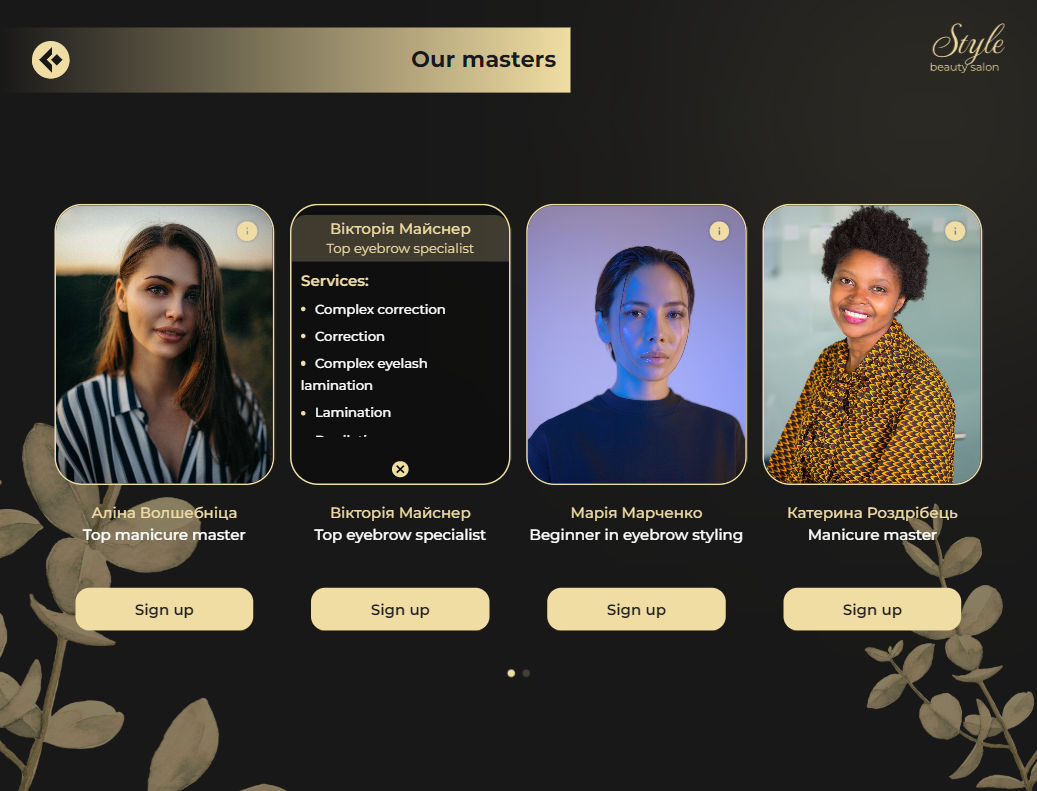 Our masters
Style
beauty salon
i
Вікторія Майснер
Top eyebrow specialist
Services:
• Complex correction
• Correction
• Complex eyelash
lamination
• Lamination
i
i
Аліна Волшебніца
Top manicure master
Вікторія Майснер
Top eyebrow specialist
Марія Марченко
Beginner in eyebrow styling
Катерина Роздрібець
Manicure master
Sign up
Sign up
Sign up
Sign up